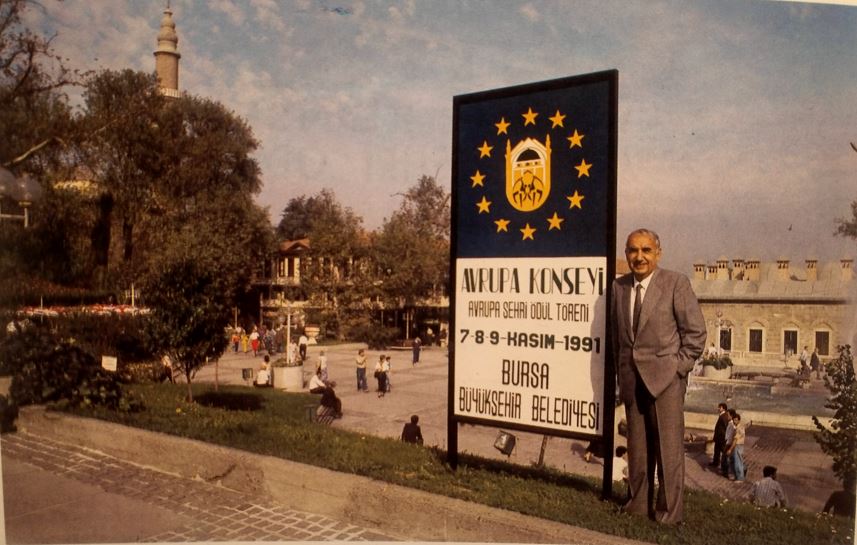 AVRUPA KONSEYİ
AVRUPA ŞEHRİ ÖDÜL TÖRENİ
7-8-9-KASIM-1991
BURSA
BÜYÜKŞEHİR BELEDİYESİ